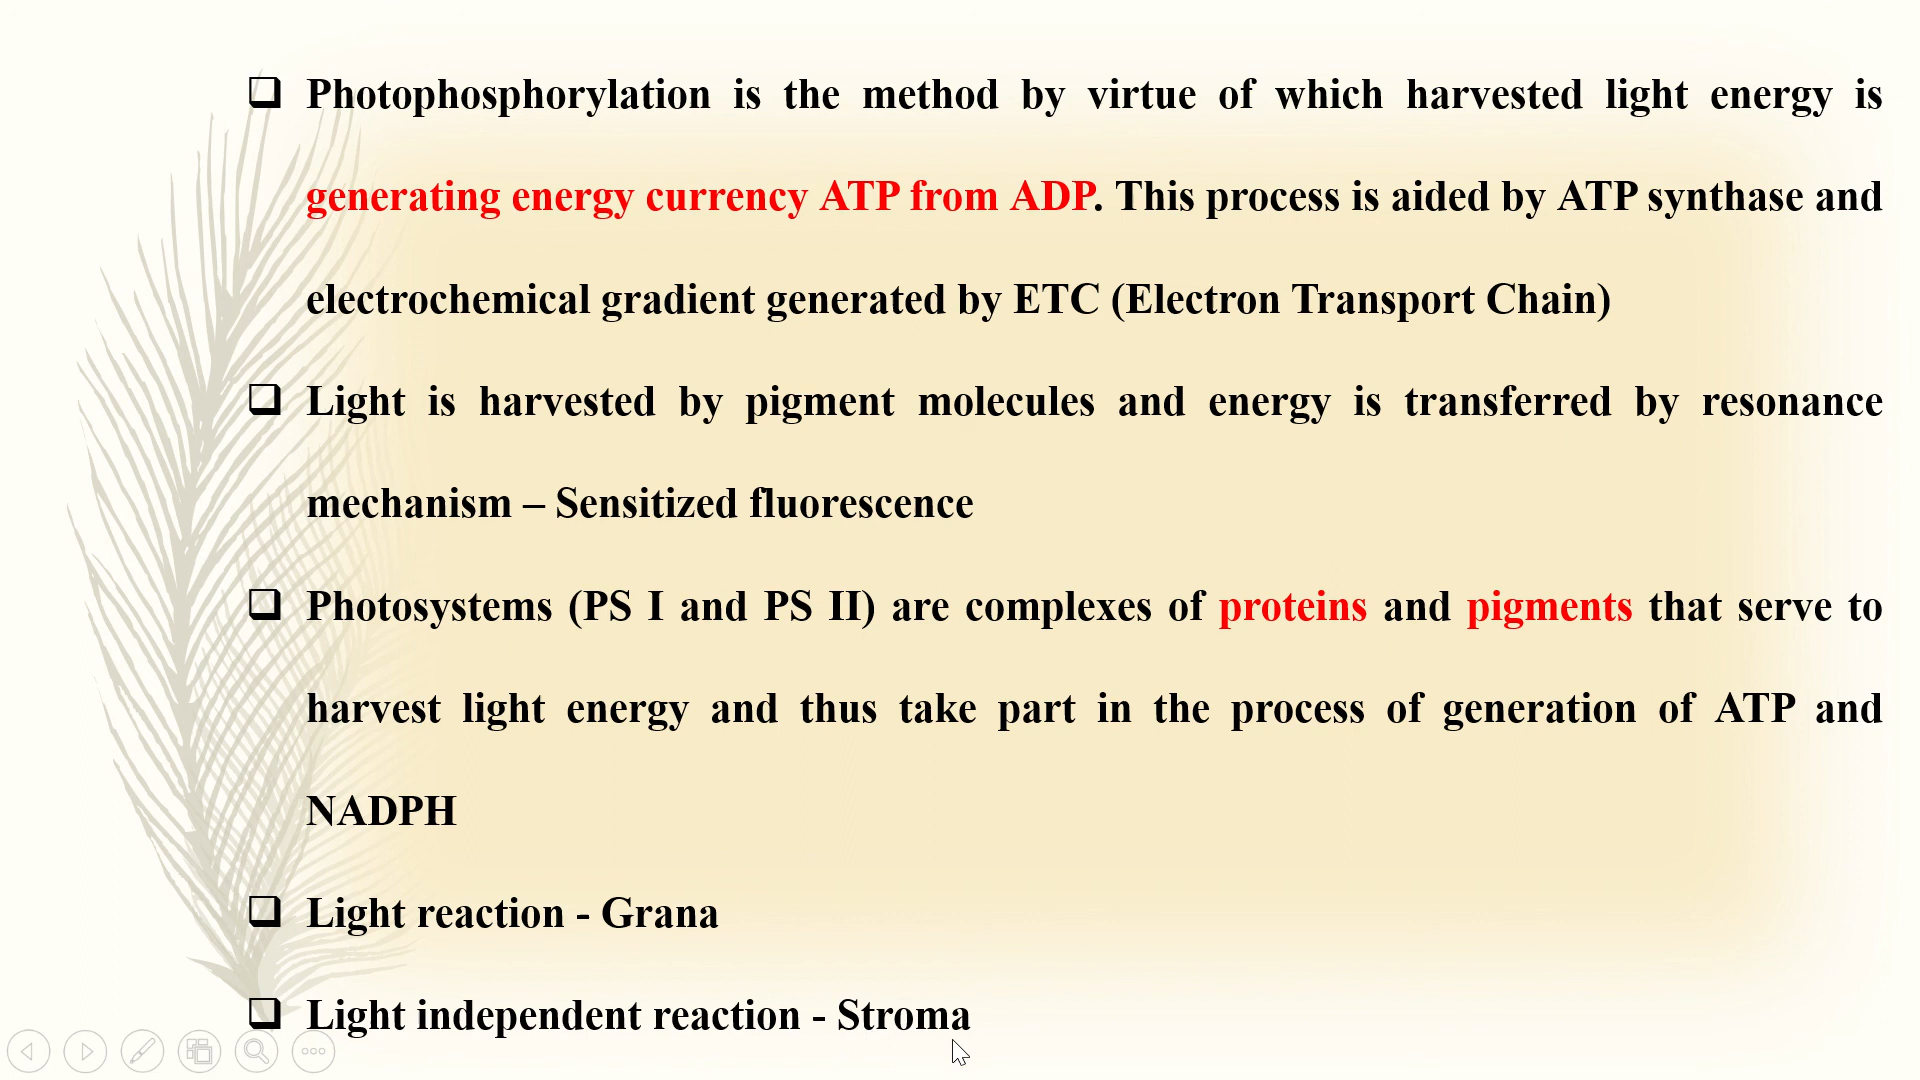 Photophosphorylation is the method by virtue of which harvested light energy is
generating energy currency ATP from ADP. This process is aided by ATP synthase and
electrochemical gradient generated by ETC (Electron Transport Chain)
Light is harvested by pigment molecules and energy is transferred by resonance
mechanism – Sensitized fluorescence
Photosystems (PS I and PS II) are complexes of proteins and pigments that serve to
harvest light energy and thus take part in the process of generation of ATP and
NADPH
Light reaction - Grana
Light independent reaction - Stroma